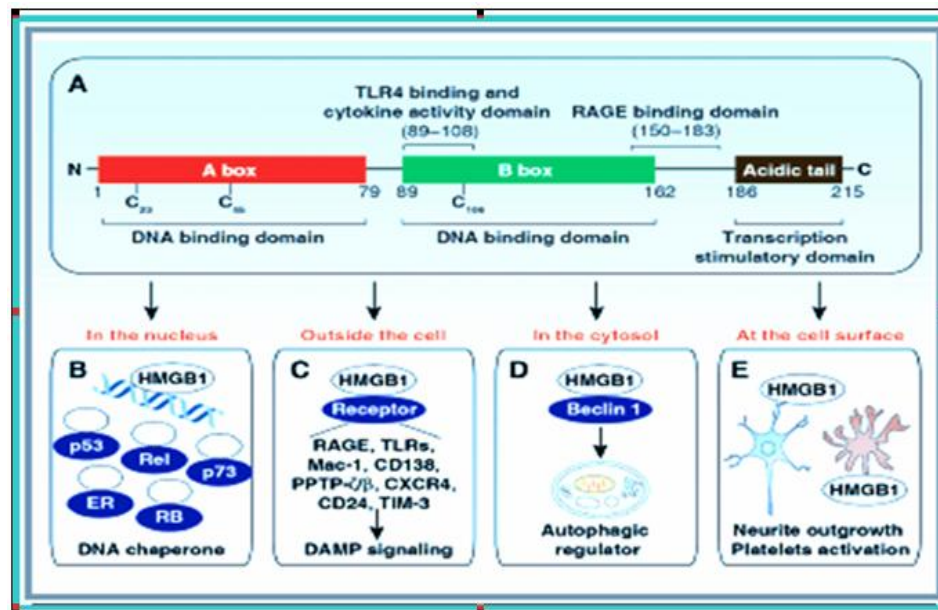 A
TLR4 binding and
cytokine activity domain
(89–108)
RAGE binding domain
(150–183)
N
A box
B box
Acidic tail
C
1
79
89
162
186
215
C23
C45
C106
DNA binding domain
DNA binding domain
Transcription
stimulatory domain
In the nucleus
Outside the cell
In the cytosol
At the cell surface
B
HMGB1
p53
Rel
p73
ER
RB
DNA chaperone
C
HMGB1
Receptor
RAGE, TLRs,
Mac-1, CD138,
PPTP-ζ/β, CXCR4,
CD24, TIM-3
DAMP signaling
D
HMGB1
Beclin 1
Autophagic
regulator
E
HMGB1
HMGB1
Neurite outgrowth
Platelets activation